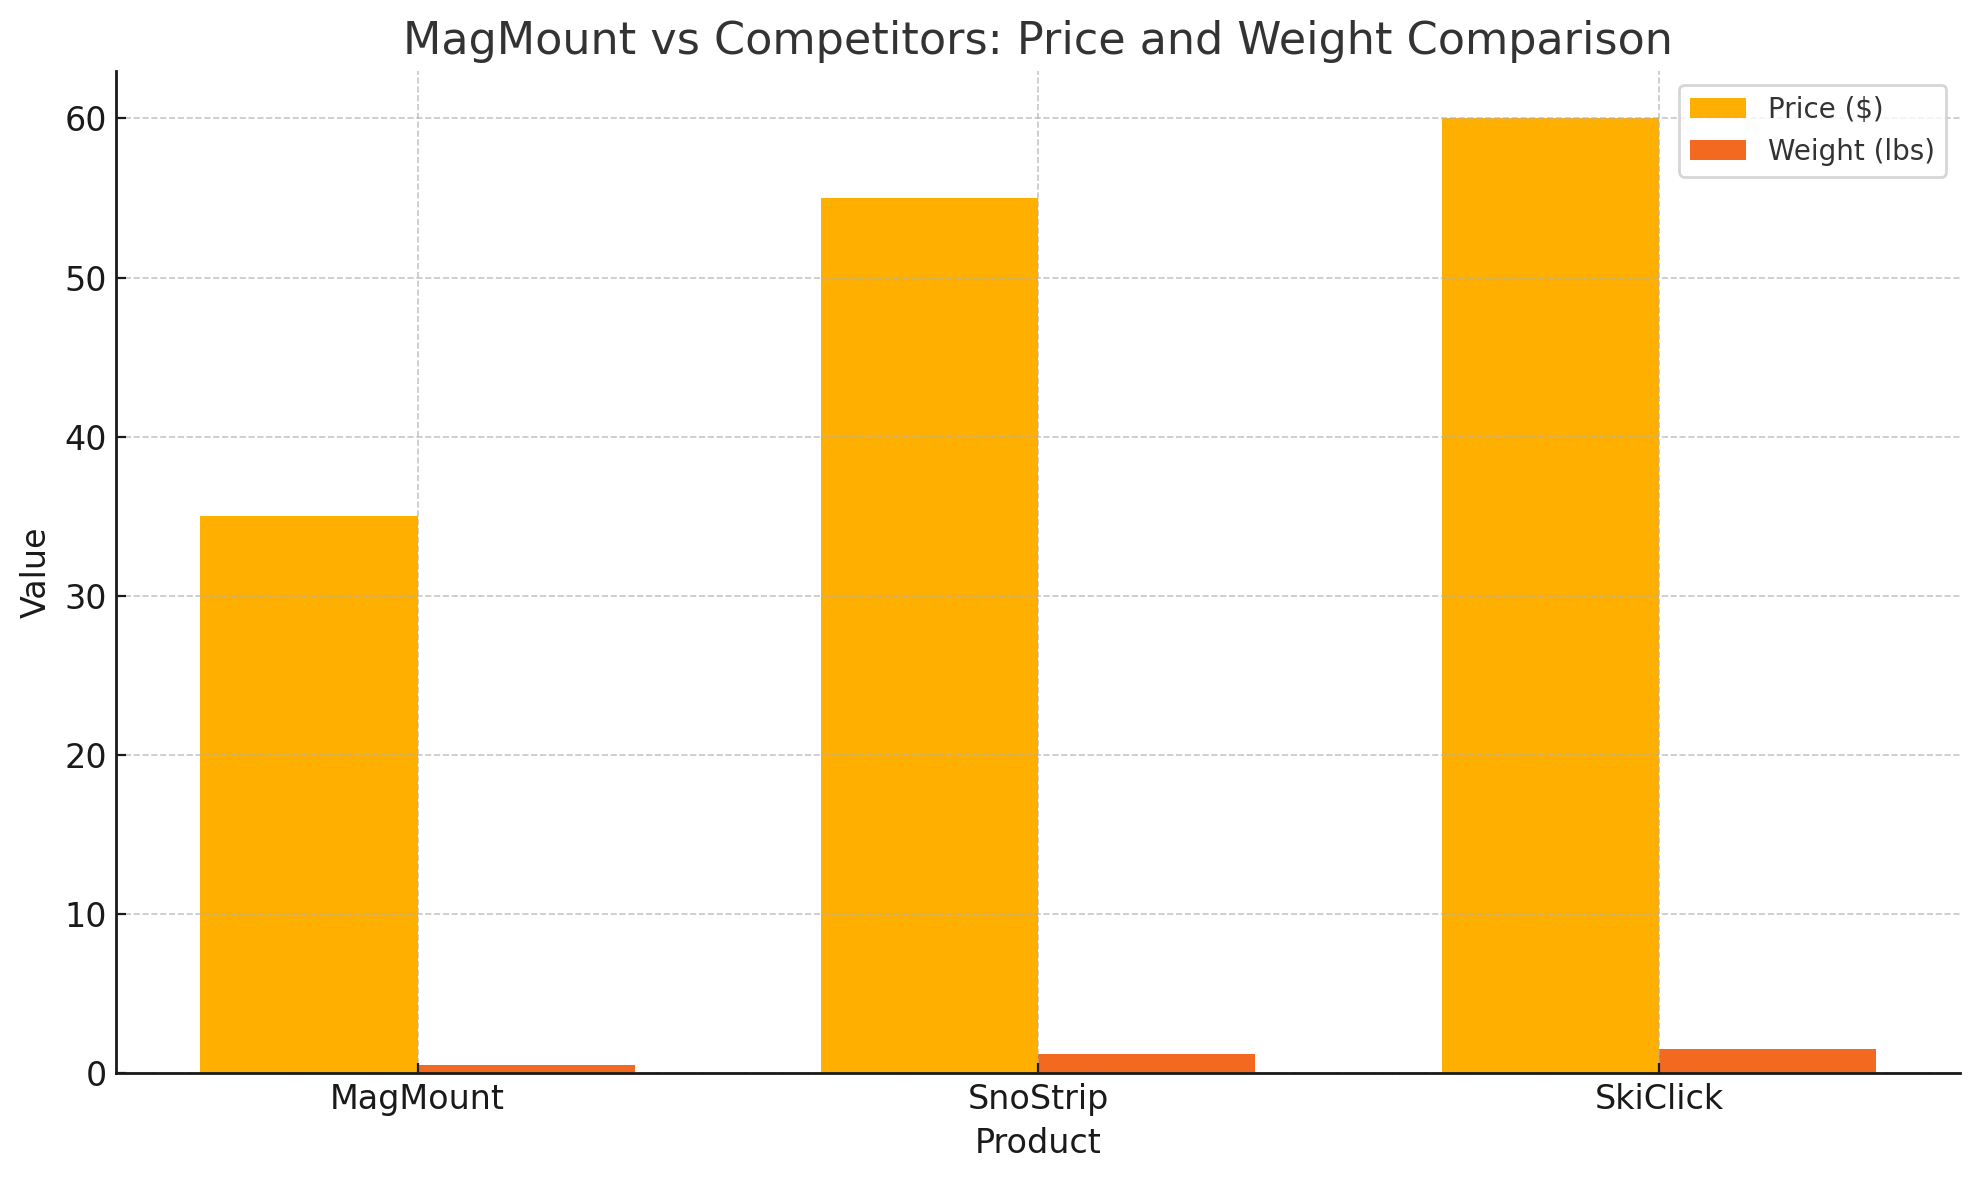 MagMount vs Competitors: Price and Weight Comparison
Price ($)
Weight (lbs)
Value
60
50
40
30
20
10
0
MagMount
SnoStrip
SkiClick
Product